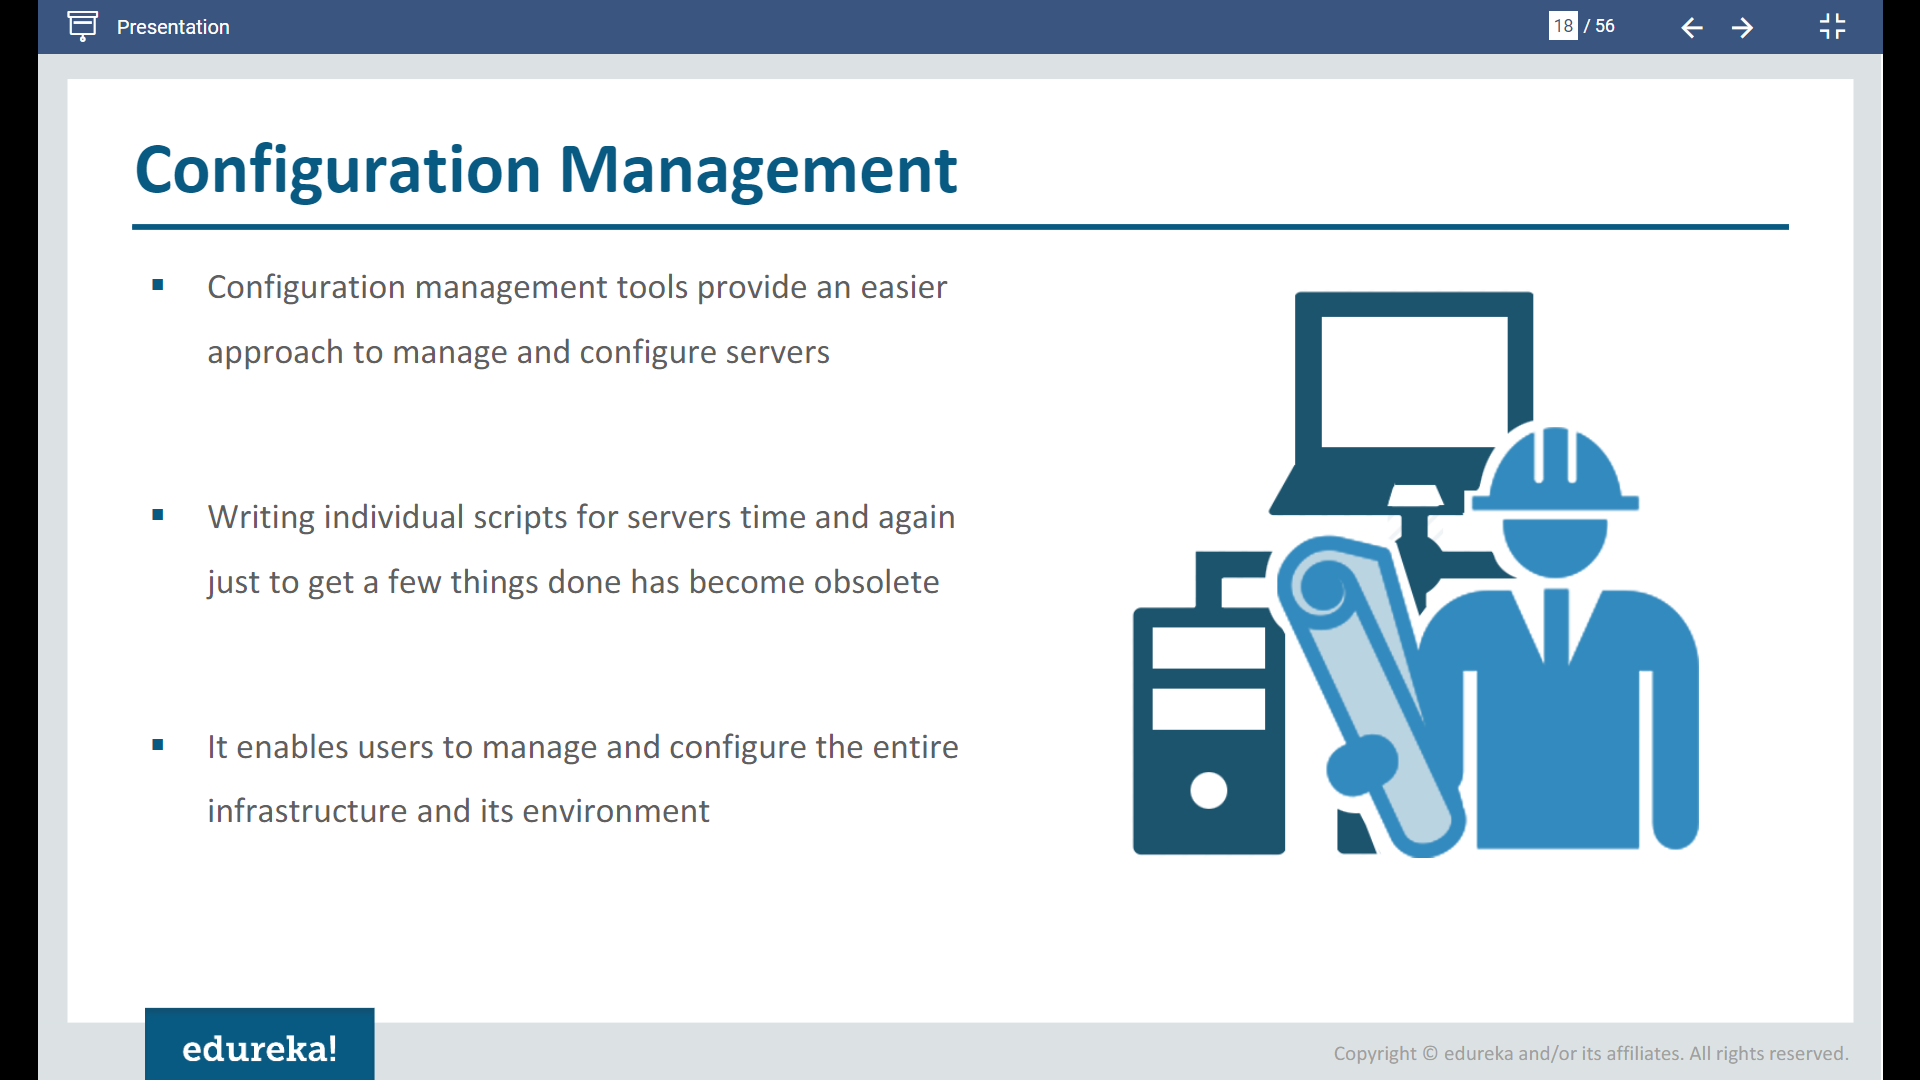 Presentation
18 / 56
Configuration Management
▪ Configuration management tools provide an easier
approach to manage and configure servers
▪ Writing individual scripts for servers time and again
just to get a few things done has become obsolete
▪ It enables users to manage and configure the entire
infrastructure and its environment
edureka!
Copyright © edureka and/or its affiliates. All rights reserved.